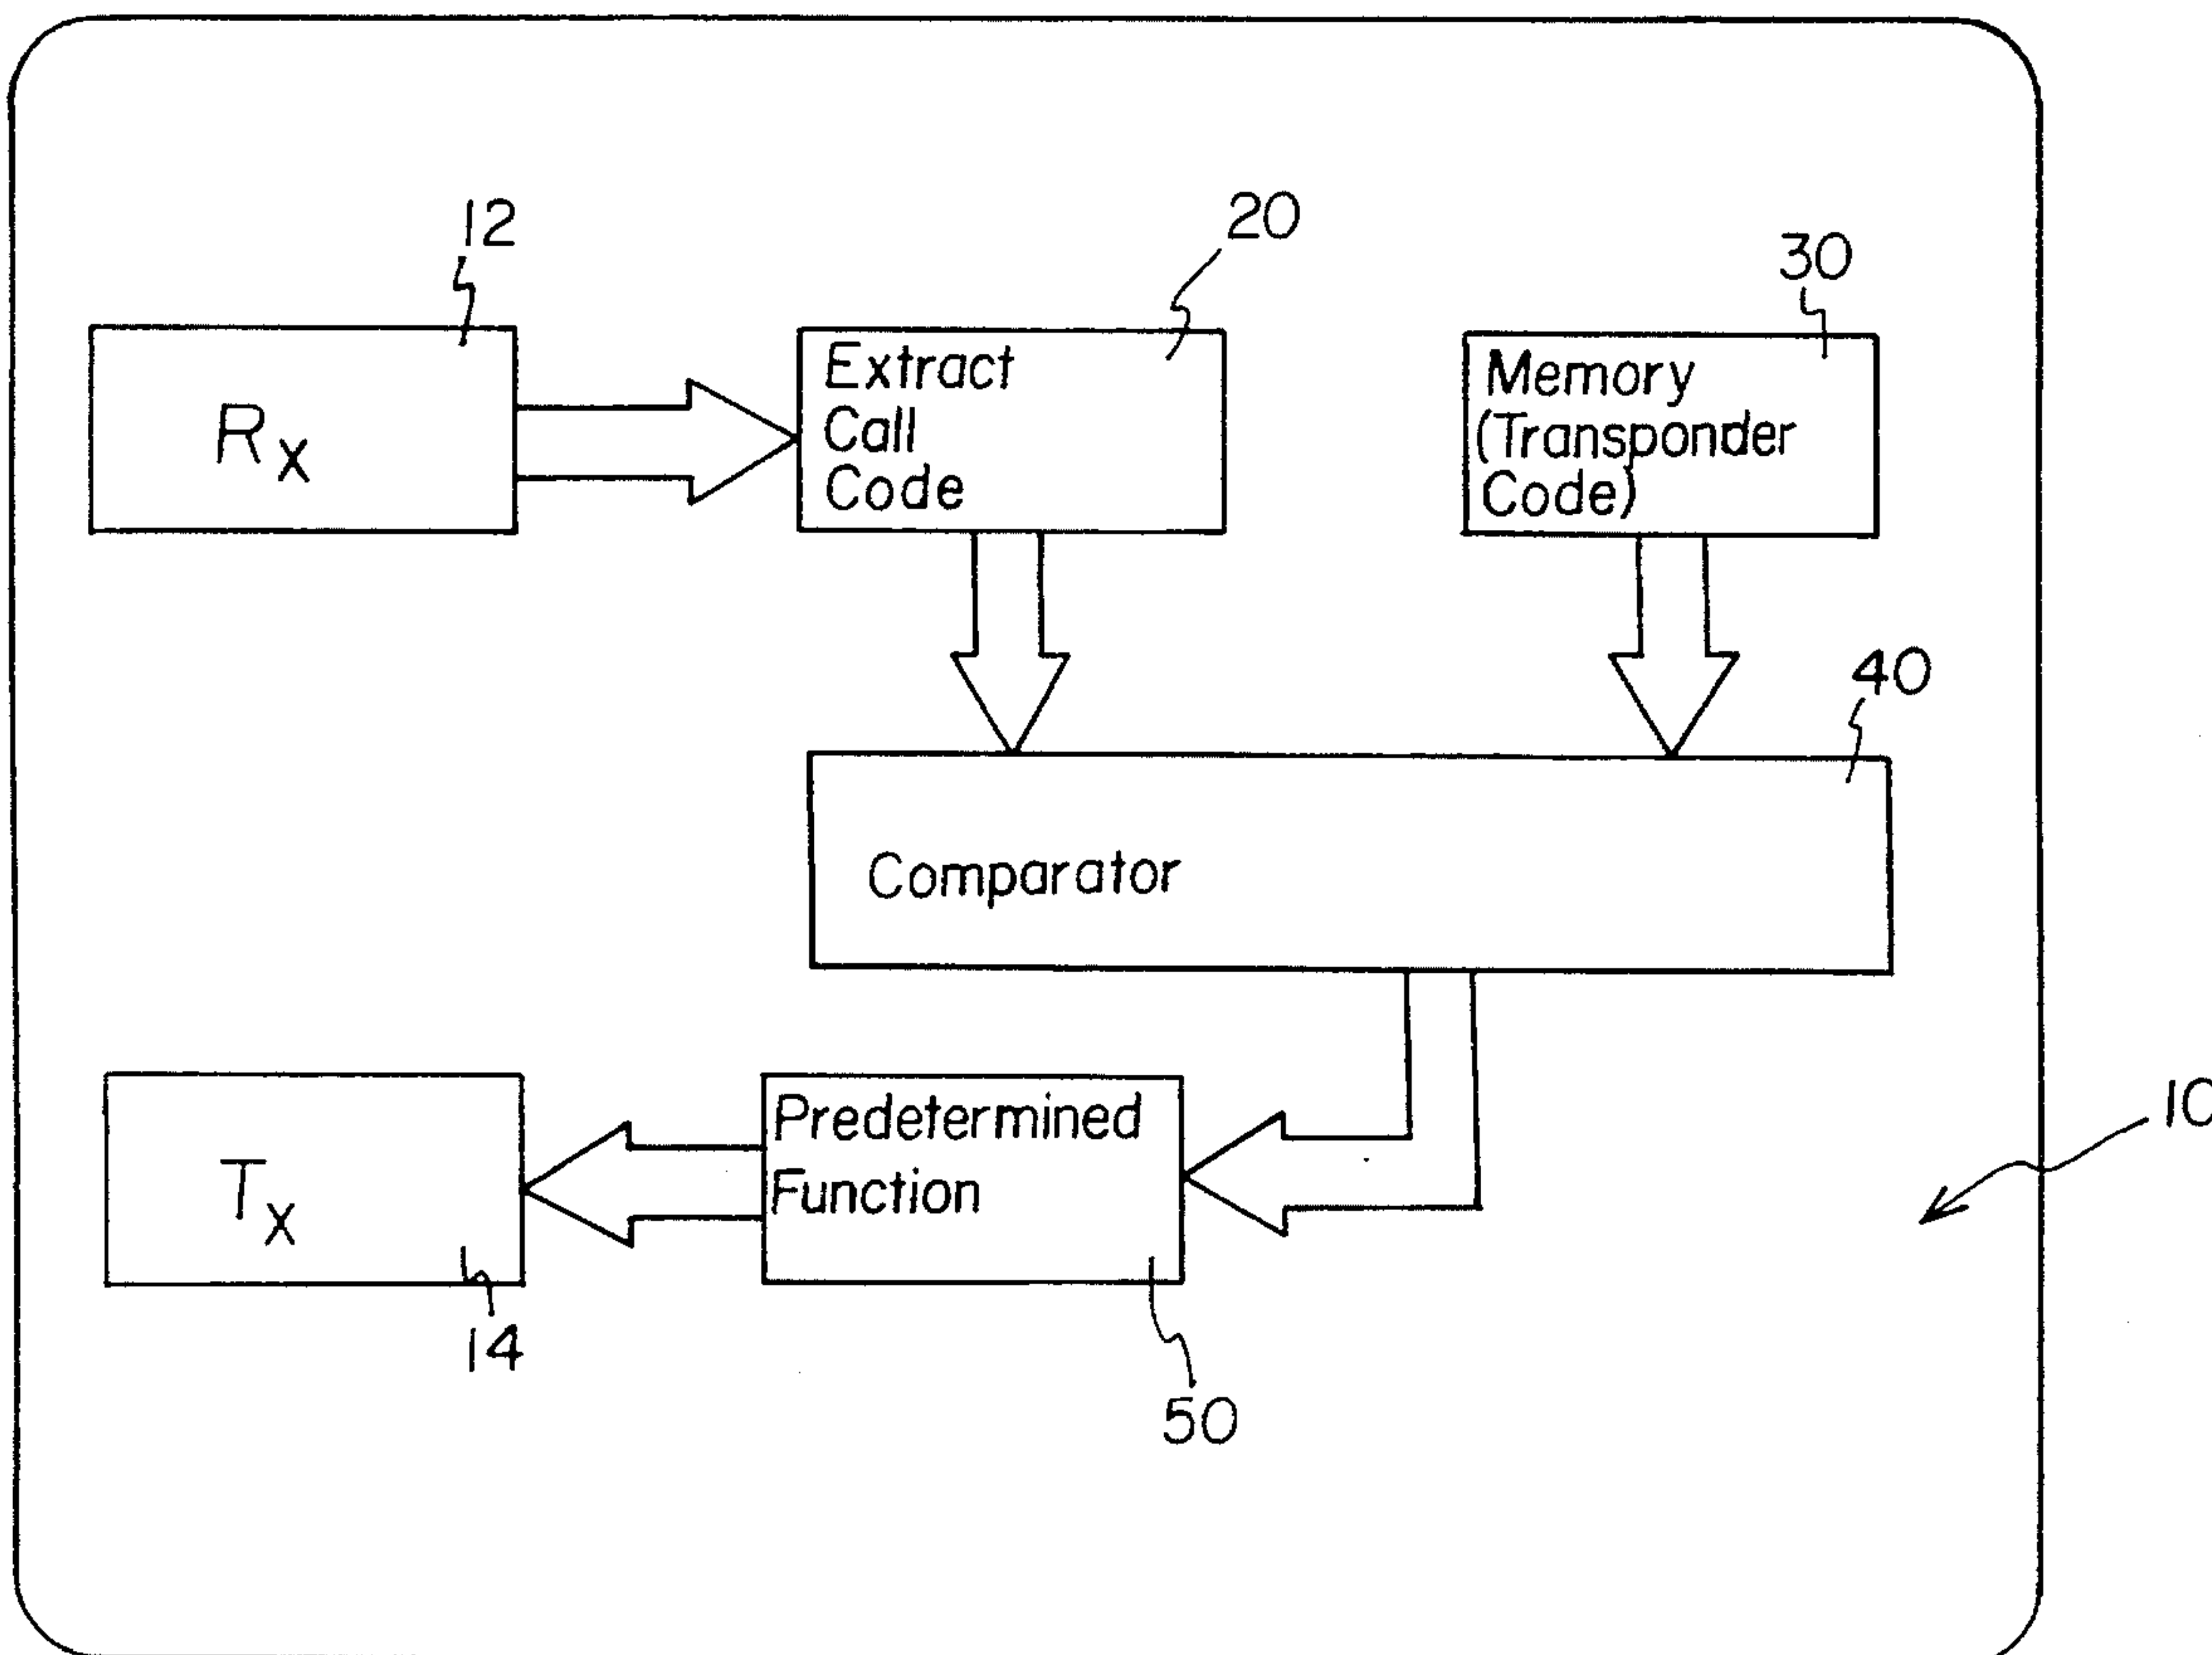 12
20
30
Rx
Extract
Call
Code
Memory
(Transponder
Code)
40
Comparator
10
Tx
Predetermined
Function
14
50